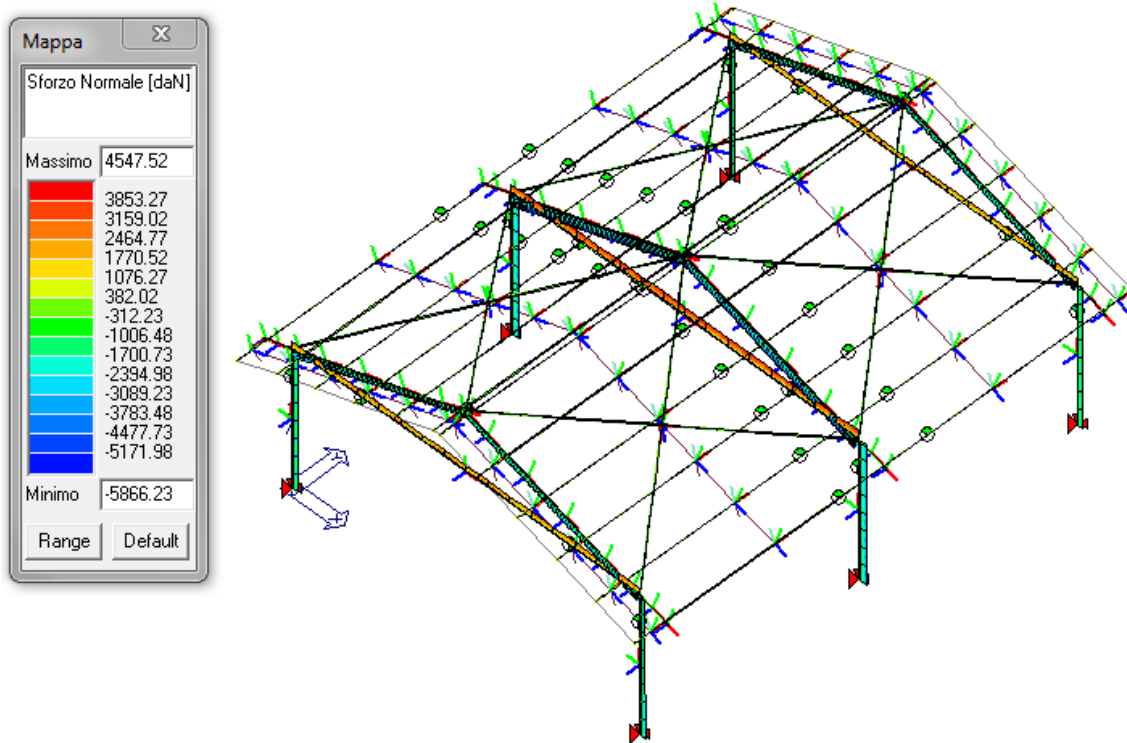 Mappa
Sforzo Normale [daN]
Massimo 4547.52
3853.27
3159.02
2464.77
1770.52
1076.27
382.02
-312.23
-1006.48
-1700.73
-2394.98
-3089.23
-3783.48
-4477.73
-5171.98
Minimo -5866.23
Range Default